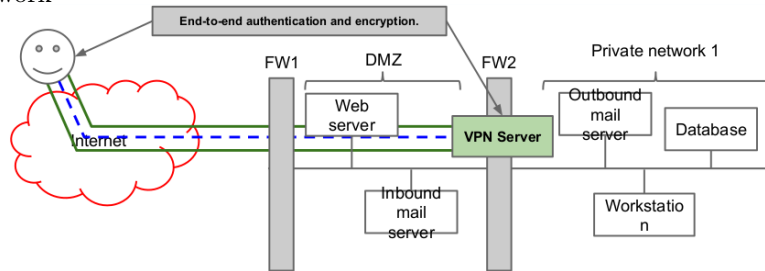 work
End-to-end authentication and encryption.
FW1
DMZ
FW2
Private network 1
Web
server
Outbound
mail
server
Database
VPN Server
Internet
Inbound
mail
server
Workstatio
n